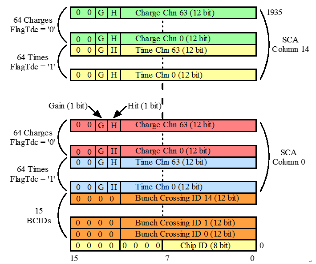 64 Charges
FlagTdc = '0'
0 0 G H Charge Chn 63 (12 bit)
1935
0 0 G H Charge Chn 0 (12 bit)
64 Times
FlagTdc = '1'
0 0 G H Time Chn 63 (12 bit)
0 0 G H Time Chn 0 (12 bit)
SCA
Column 14
Gain (1 bit)
Hit (1 bit)
64 Charges
FlagTdc = '0'
0 0 G H Charge Chn 63 (12 bit)
0 0 G H Charge Chn 0 (12 bit)
64 Times
FlagTdc = '1'
0 0 G H Time Chn 63 (12 bit)
0 0 G H Time Chn 0 (12 bit)
SCA
Column 0
15
BCIDs
0 0 0 0 Bunch Crossing ID 14 (12 bit)
0 0 0 0 Bunch Crossing ID 1 (12 bit)
0 0 0 0 Bunch Crossing ID 0 (12 bit)
0 0 0 0 0 0 0 0 Chip ID (8 bit)
0
15
7
0